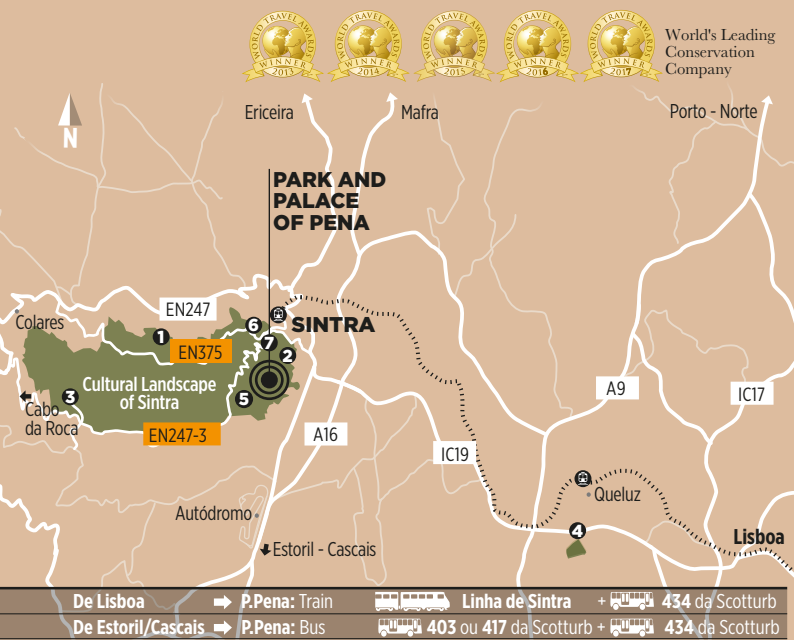 WORLD TRAVEL AWARDS WINNER 2013
WORLD TRAVEL AWARDS WINNER 2014
WORLD TRAVEL AWARDS WINNER 2015
WORLD TRAVEL AWARDS WINNER 2016
WORLD TRAVEL AWARDS WINNER 2017
World's Leading
Conservation
Company
N
Ericeira
Mafra
Porto - Norte
PARK AND
PALACE
OF PENA
EN247
Colares
SINTRA
1
6
7
2
EN375
Cultural Landscape
of Sintra
3
5
Cabo
da Roca
EN247-3
A16
IC19
A9
IC17
Queluz
4
Lisboa
Autódromo
Estoril - Cascais
De Lisboa ➡ P.Pena: Train Linha de Sintra + 434 da Scotturb
De Estoril/Cascais ➡ P.Pena: Bus 403 ou 417 da Scotturb + 434 da Scotturb